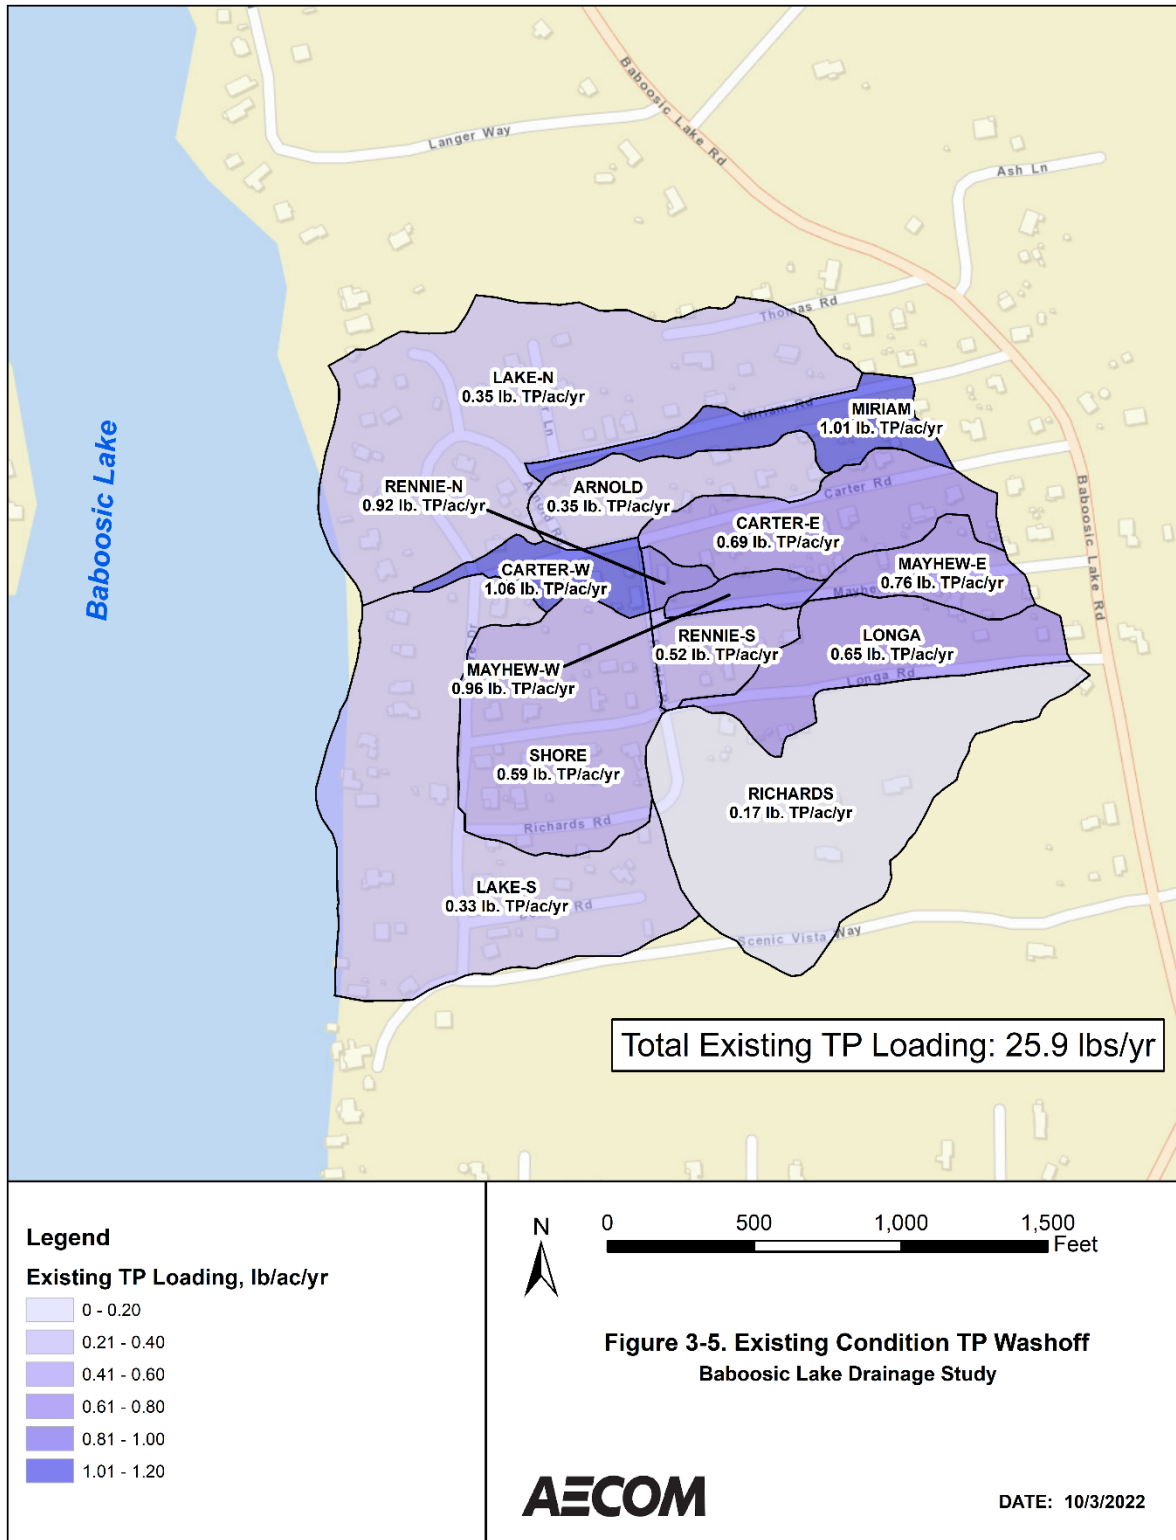 Baboosic Lake Rd
Langer Way
Ash Ln
Thomas Rd
LAKE-N
0.35 lb. TP/ac/yr
Miriam Rd
MIRIAM
1.01 lb. TP/ac/yr
Baboosic Lake
RENNIE-N
0.92 lb. TP/ac/yr
ARNOLD
0.35 lb. TP/ac/yr
Carter Rd
Baboosic Lake Rd
CARTER-E
0.69 lb. TP/ac/yr
CARTER-W
1.06 lb. TP/ac/yr
MAYHEW-E
0.76 lb. TP/ac/yr
RENNIE-S
0.52 lb. TP/ac/yr
LONGA
0.65 lb. TP/ac/yr
MAYHEW-W
0.96 lb. TP/ac/yr
Longa Rd
SHORE
0.59 lb. TP/ac/yr
RICHARDS
0.17 lb. TP/ac/yr
Richards Rd
LAKE-S
0.33 lb. TP/ac/yr
Rd
Scenic Vista Way
Total Existing TP Loading: 25.9 lbs/yr
Legend
Existing TP Loading, lb/ac/yr
0 - 0.20
0.21 - 0.40
0.41 - 0.60
0.61 - 0.80
0.81 - 1.00
1.01 - 1.20
N
0 500 1,000 1,500
Feet
Figure 3-5. Existing Condition TP Washoff
Baboosic Lake Drainage Study
AECOM
DATE: 10/3/2022